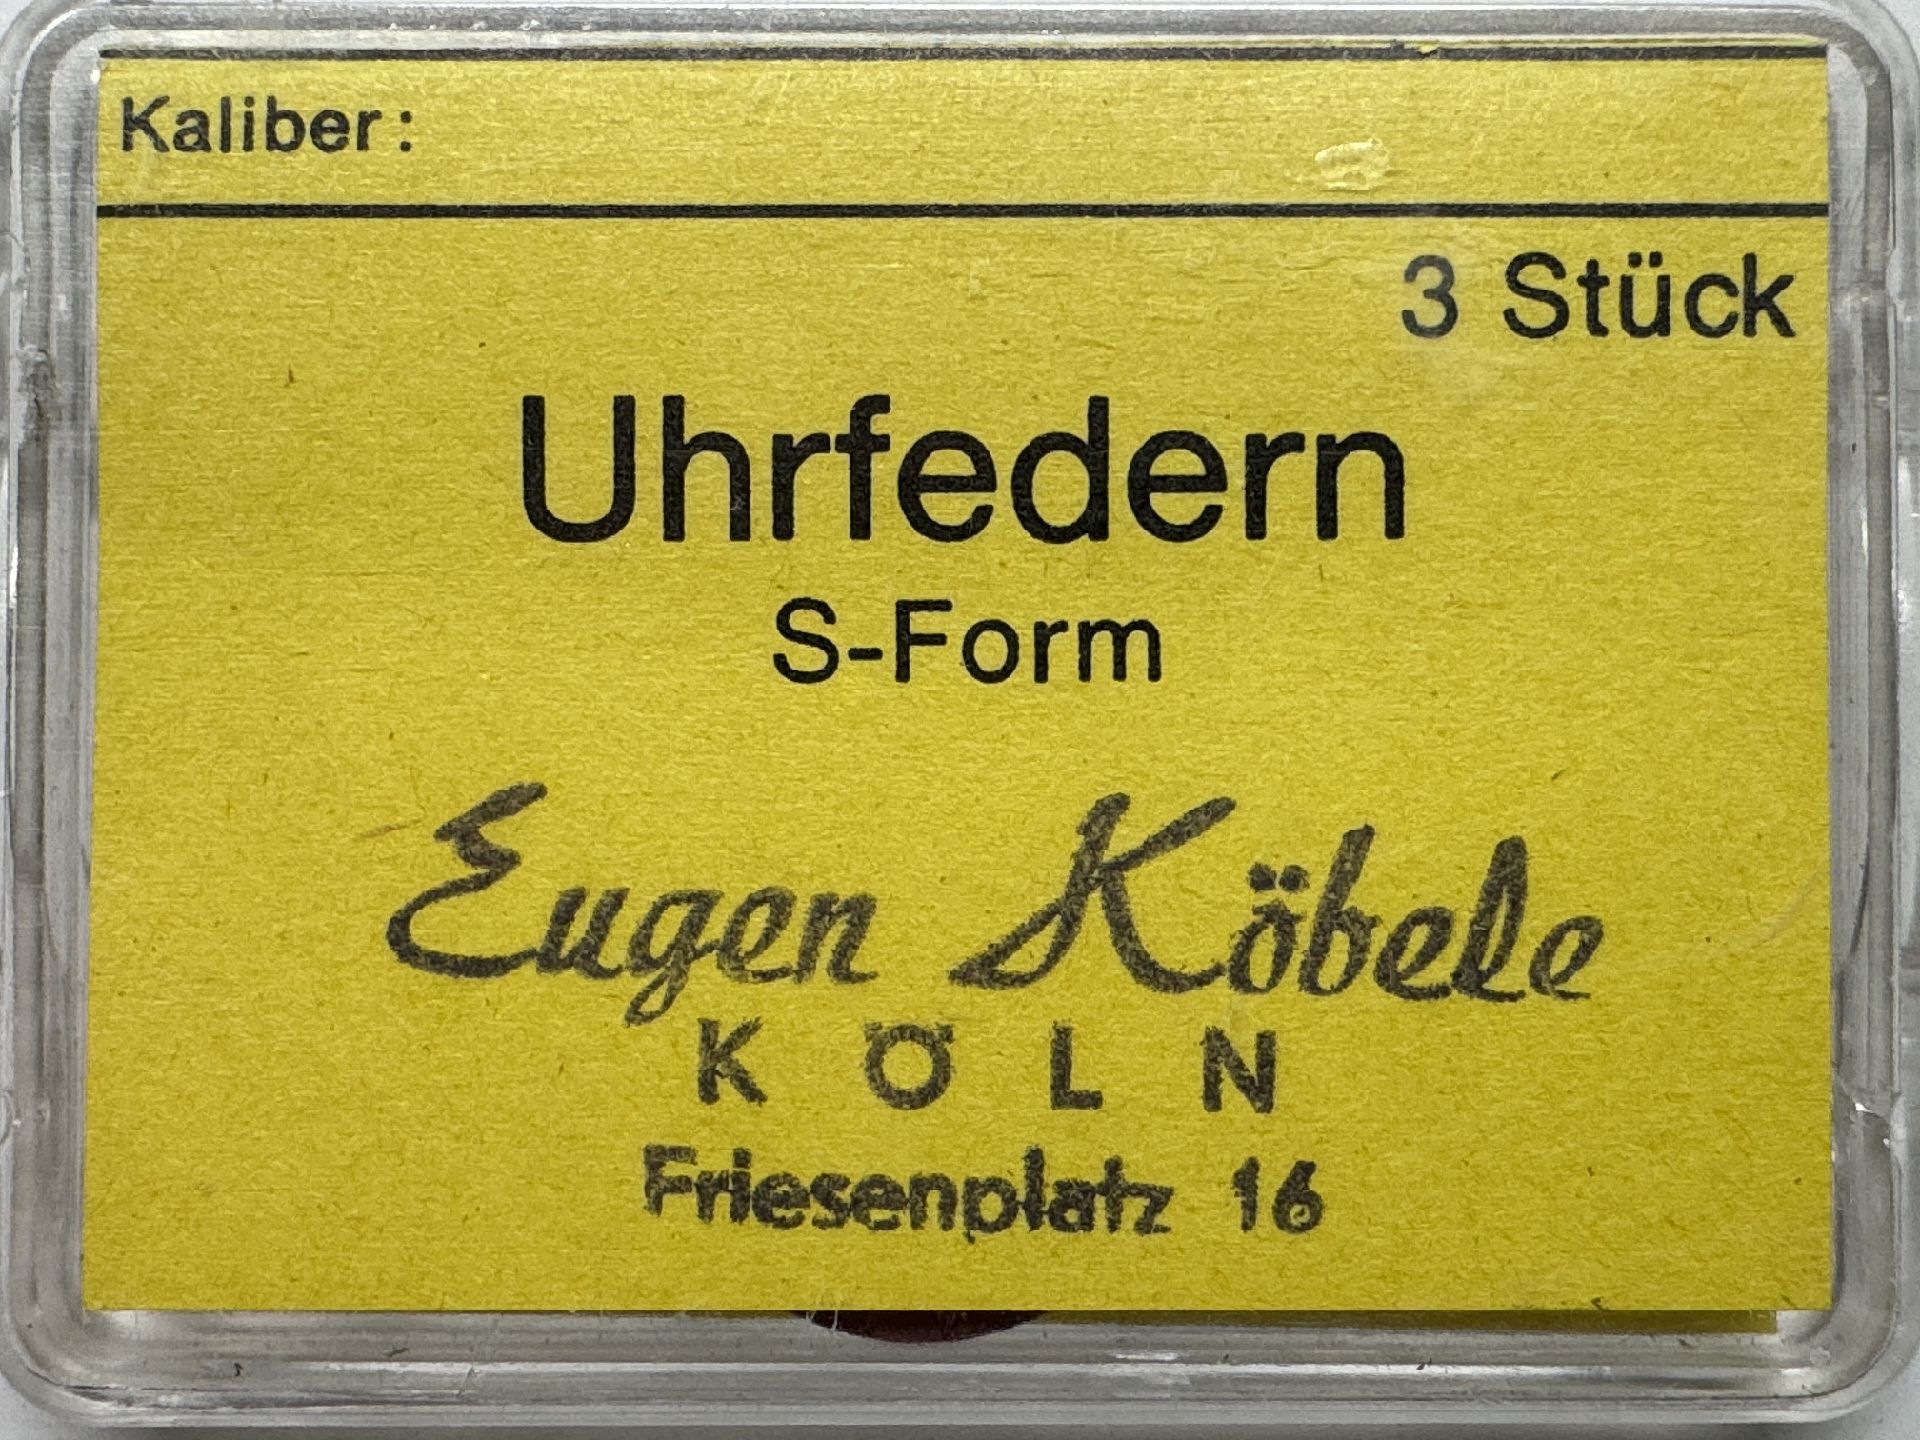 Kaliber:
3 Stück
Uhrfedern
S-Form
Eugen Köbele
KÖLN
Friesenplatz 16